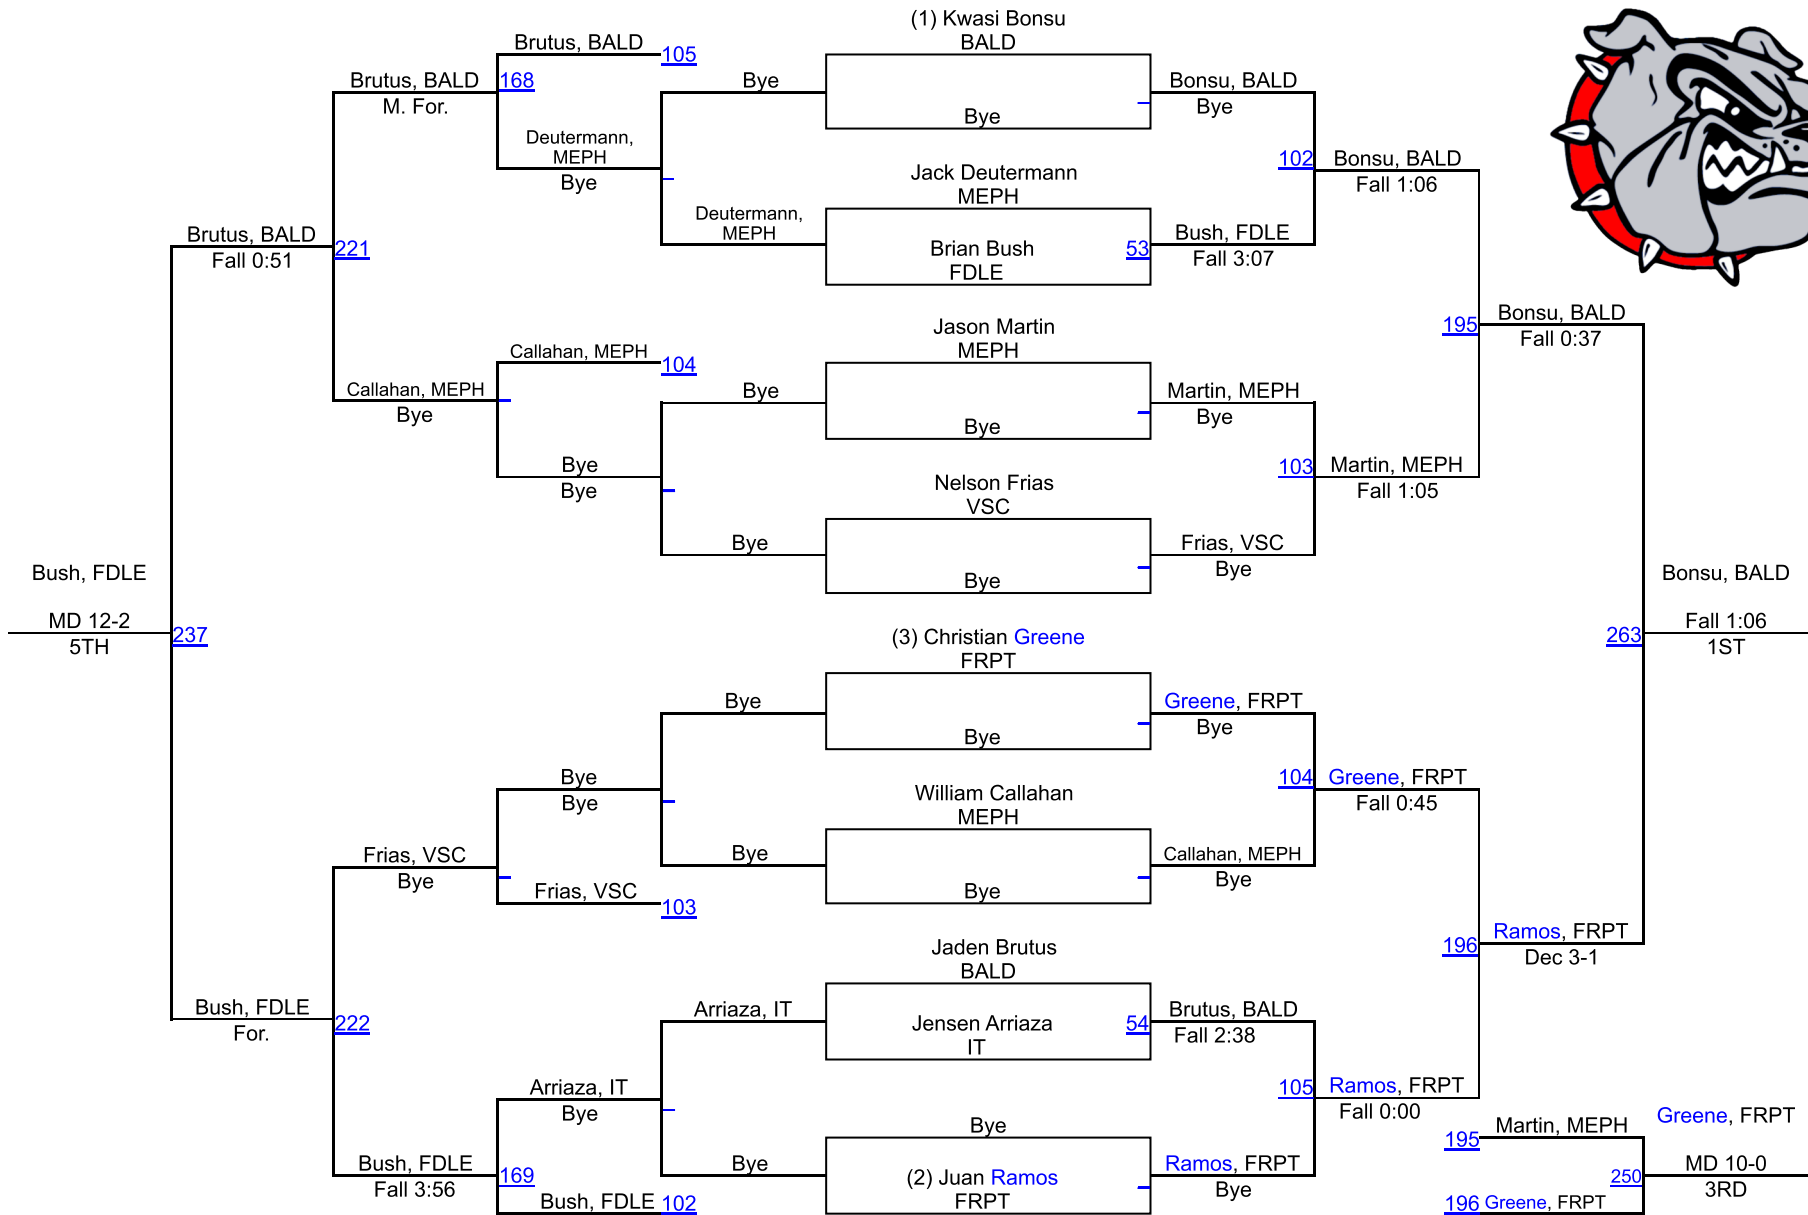 (1) Kwasi Bonsu
BALD
Brutus, BALD
105
Brutus, BALD
168
Bye
Bonsu, BALD
M. For.
Bye
Bye
Deutermann,
MEPH
Bye
Jack Deutermann
MEPH
102
Bonsu, BALD
Fall 1:06
Deutermann,
MEPH
Brutus, BALD
221
Fall 0:51
Brian Bush
FDLE
53
Bush, FDLE
Fall 3:07
Jason Martin
MEPH
195
Bonsu, BALD
Fall 0:37
Callahan, MEPH
104
Callahan, MEPH
Bye
Bye
Martin, MEPH
Bye
Bye
Bye
Bye
103
Martin, MEPH
Fall 1:05
Nelson Frias
VSC
Bye
Frias, VSC
Bye
Bye
Bush, FDLE
MD 12-2
237
5TH
Bonsu, BALD
Fall 1:06
263
1ST
(3) Christian Greene
FRPT
Bye
Greene, FRPT
Bye
Bye
Bye
Bye
104
Greene, FRPT
Fall 0:45
William Callahan
MEPH
Frias, VSC
Bye
Bye
Callahan, MEPH
Bye
Bye
Frias, VSC
103
Jaden Brutus
BALD
196
Ramos, FRPT
Dec 3-1
Bush, FDLE
222
For.
Arriaza, IT
Jensen Arriaza
IT
54
Brutus, BALD
Fall 2:38
Arriaza, IT
Bye
105
Ramos, FRPT
Fall 0:00
Bye
Martin, MEPH
195
Greene, FRPT
Bush, FDLE
169
Fall 3:56
Bye
(2) Juan Ramos
FRPT
Ramos, FRPT
Bye
MD 10-0
250
3RD
Bush, FDLE
102
196
Greene, FRPT